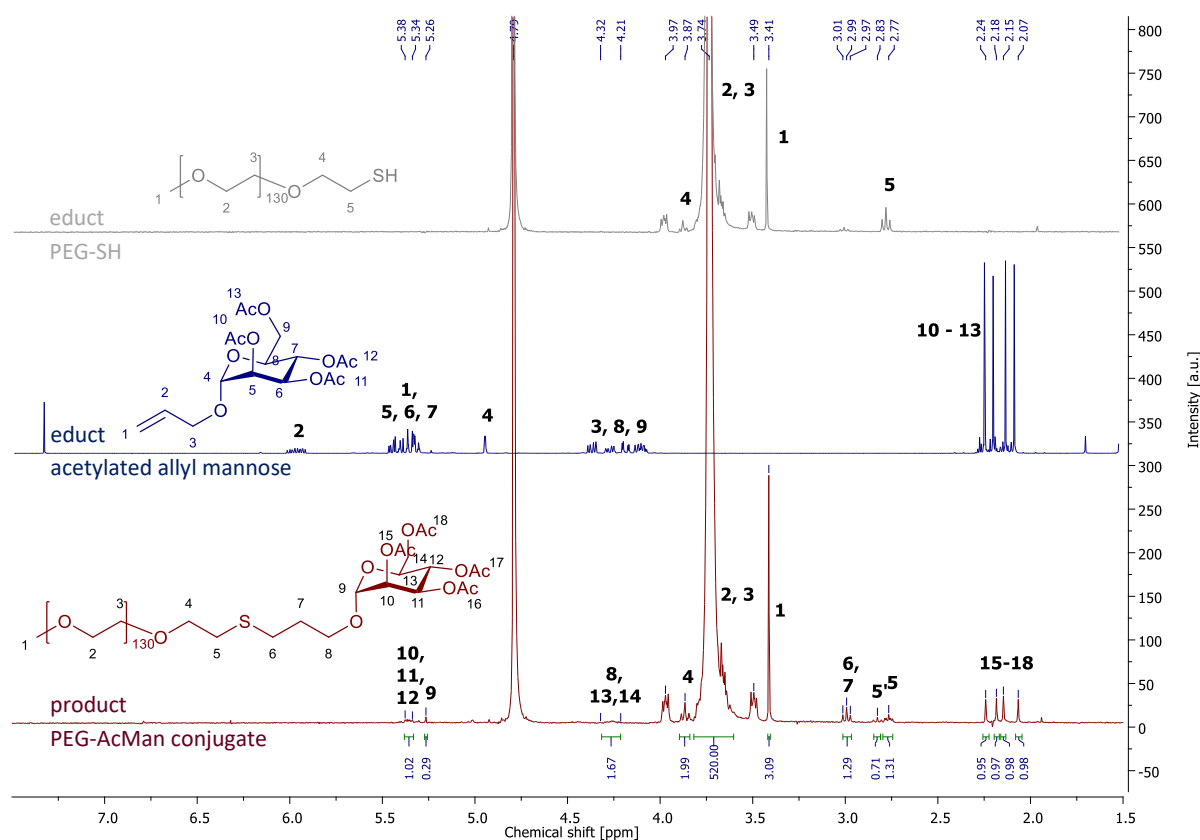 5.38 5.34 5.26 4.79 4.32 4.21 3.97 3.87 3.74 3.49 3.41 3.01 2.99 2.97 2.83 2.77 2.24 2.18 2.15 2.07
800
750
700
650
600
550
500
450
400
350
300
250
200
150
100
50
0
-50
Intensity [a.u.]
2, 3
1
4
5
1 O 2 3 130 O 4 5 SH
educt
PEG-SH
13
AcO
10
AcO
9
8
7
OAc 12
OAc 11
O
4
5
6
O
2
1
3
10 - 13
2
1,
5, 6, 7
4
3, 8, 9
educt
acetylated allyl mannose
18
OAc
15
OAc
14
12
OAc 17
13
OAc
16
O
9
10
11
O
1 O 2 3 130 O 4 5 S 6 7 8
10,
11,
12
9
8,
13,14
4
2, 3
1
6,
7
5'
5
15-18
product
PEG-AcMan conjugate
1.02 0.29 1.67 1.99 520.00 3.09 1.29 0.71 1.31 0.95 0.97 0.98 0.98
7.0 6.5 6.0 5.5 5.0 4.5 4.0 3.5 3.0 2.5 2.0 1.5
Chemical shift [ppm]